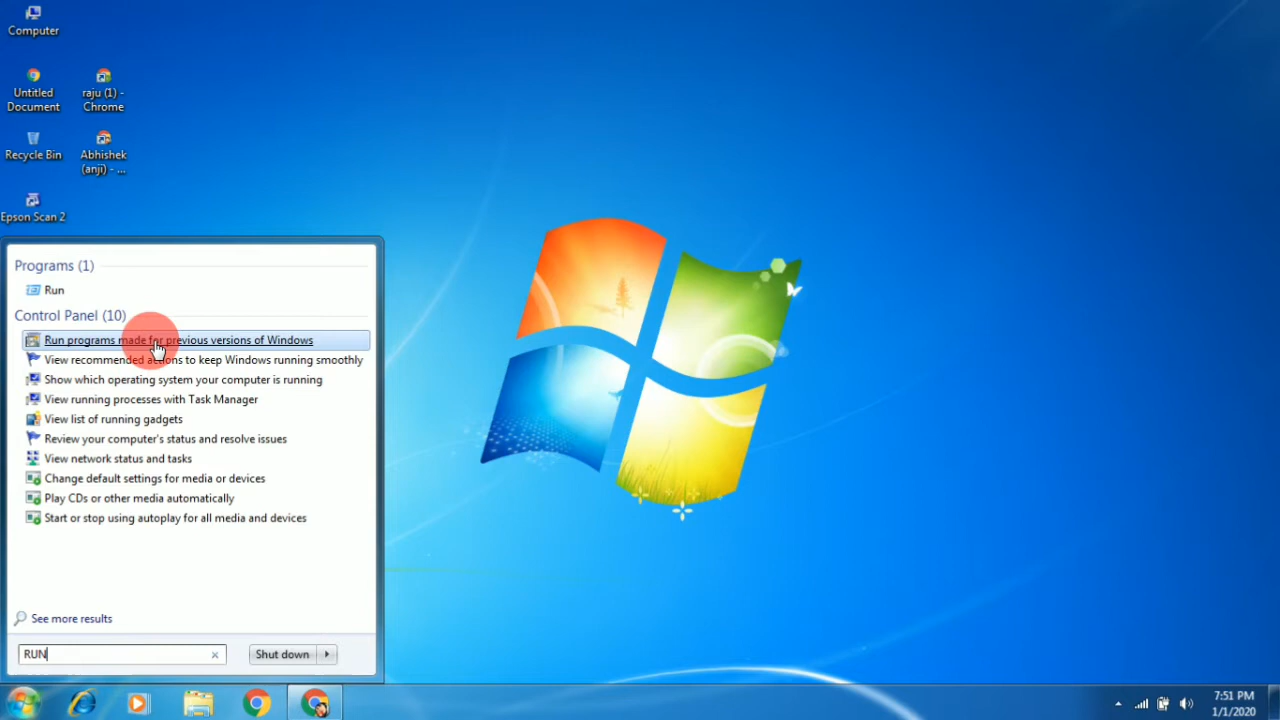 Computer
Untitled
Document
raju (1) -
Chrome
Recycle Bin
Abhishek
(anji) - ...
Epson Scan 2
Programs (1)
Run
Control Panel (10)
Run programs made for previous versions of Windows
View recommended actions to keep Windows running smoothly
Show which operating system your computer is running
View running processes with Task Manager
View list of running gadgets
Review your computer's status and resolve issues
View network status and tasks
Change default settings for media or devices
Play CDs or other media automatically
Start or stop using autoplay for all media and devices
See more results
RUN
Shut down
7:51 PM
1/1/2020